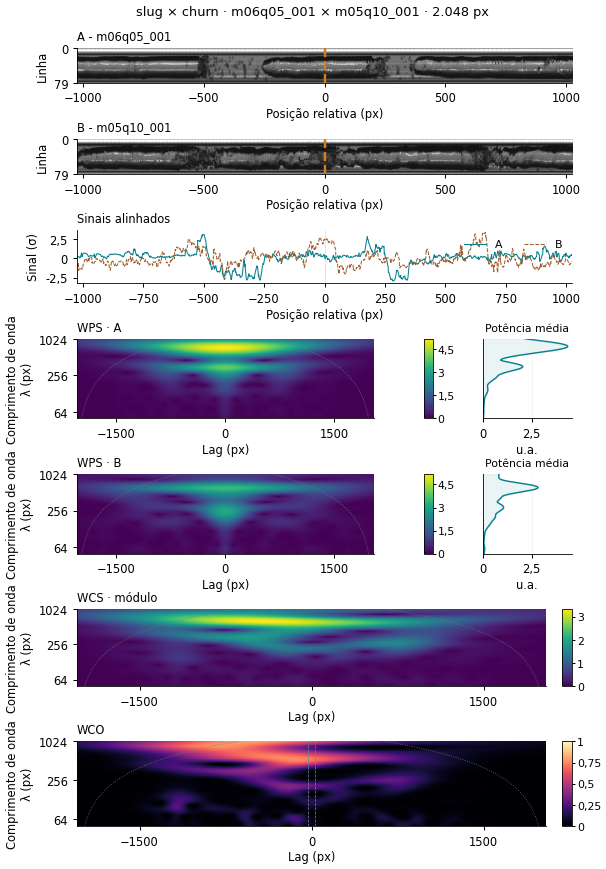 slug × churn · m06q05_001 × m05q10_001 · 2.048 px
A - m06q05_001
0
79
Linha
−1000 −500 0 500 1000
Posição relativa (px)
B - m05q10_001
0
79
Linha
−1000 −500 0 500 1000
Posição relativa (px)
Sinais alinhados
2,5
0
−2,5
Sinal (σ)
A B
−1000 −750 −500 −250 0 250 500 750 1000
Posição relativa (px)
WPS · A
1024
256
64
Comprimento de onda
λ (px)
−1500 0 1500
Lag (px)
4,5
3
1,5
0
Potência média
0 2,5
u.a.
WPS · B
1024
256
64
Comprimento de onda
λ (px)
−1500 0 1500
Lag (px)
4,5
3
1,5
0
Potência média
0 2,5
u.a.
WCS · módulo
1024
256
64
Comprimento de onda
λ (px)
−1500 0 1500
Lag (px)
3
2
1
0
WCO
1024
256
64
Comprimento de onda
λ (px)
−1500 0 1500
Lag (px)
1
0,75
0,5
0,25
0